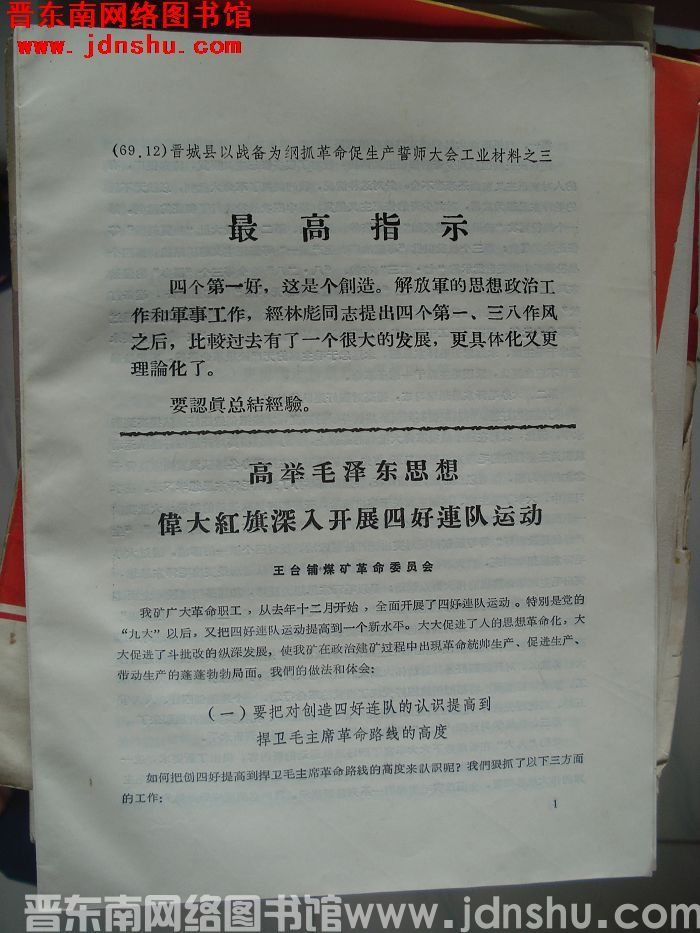 晋东南网络图书馆
www.jdnshu.com
(69.12)晋城县以战备为纲抓革命促生产誓师大会工业材料之三
最高指示
四个第一好，这是个創造。解放軍的思想政治工
作和軍事工作，經林彪同志提出四个第一、三八作风
之后，比較过去有了一个很大的发展，更具体化又更
理論化了。
要認眞总結經驗。
高举毛泽东思想
偉大紅旗深入开展四好連队运动
王台铺煤矿革命委员会
我矿广大革命职工，从去年十二月开始，全面开展了四好連队运动。特别是党的
“九大”以后，又把四好連队运动提高到一个新水平。大大促进了人的思想革命化，大
大促进了斗批改的纵深发展，使我矿在政治建矿过程中出現革命統帅生产、促进生产、
带动生产的蓬蓬勃勃局面。我們的做法和体会：
（一）要把对创造四好连队的认识提高到
捍卫毛主席革命路线的高度
如何把创四好提高到捍卫毛主席革命路綫的高度来認识呢？我們狠抓了以下三方面
的工作：
1
晋东南网络图书馆www.jdnshu.com